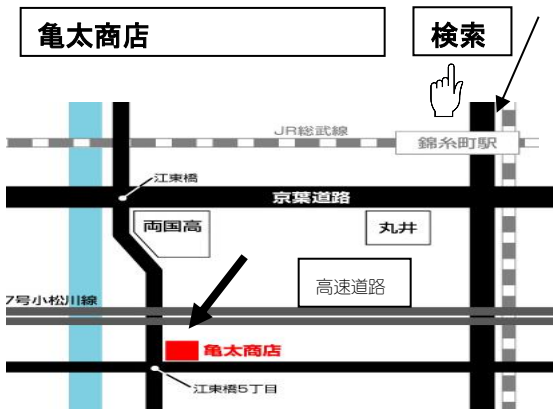 亀太商店
検索
JR総武線
錦糸町駅
江東橋
京葉道路
両国高
丸井
高速道路
7号小松川線
亀太商店
江東橋5丁目